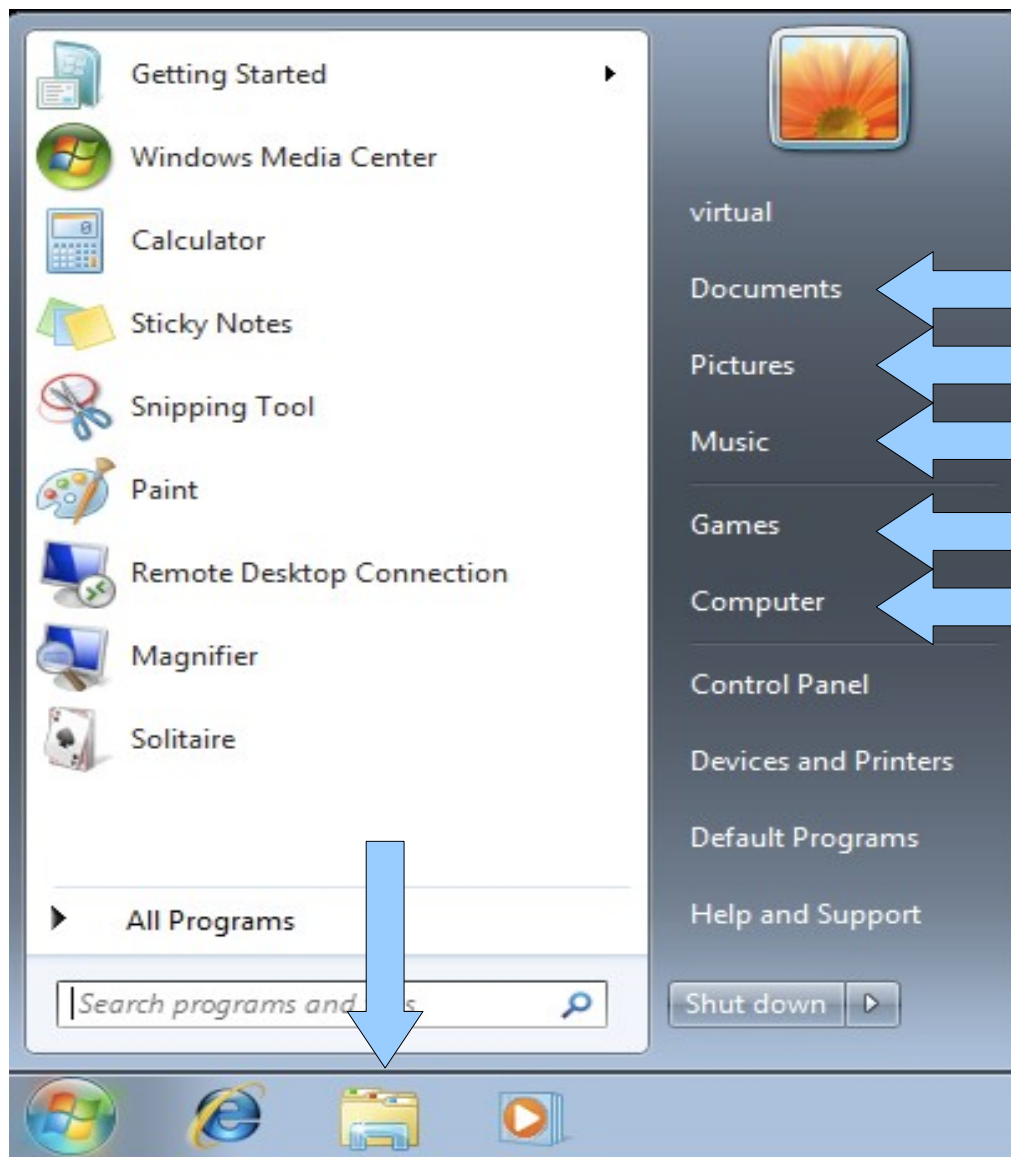 Getting Started
Windows Media Center
Calculator
Sticky Notes
Snipping Tool
Paint
Remote Desktop Connection
Magnifier
Solitaire
All Programs
Search programs and
virtual
Documents
Pictures
Music
Games
Computer
Control Panel
Devices and Printers
Default Programs
Help and Support
Shut down